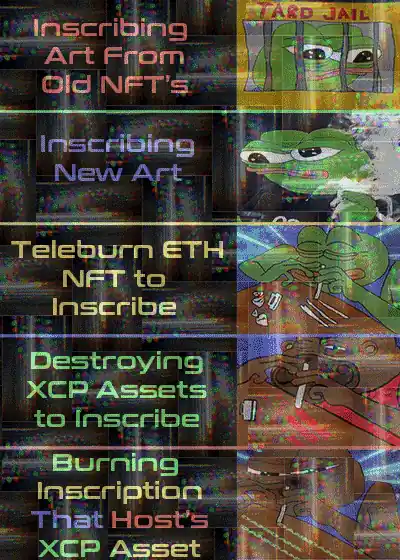 TARD JAIL
Inscribing
Art From
Old NFT's
Inscribing
New Art
Teleburn ETH
NFT to
Inscribe
Destroying
XCP Assets
to Inscribe
Burning
Inscription
That Host's
XCP Asset